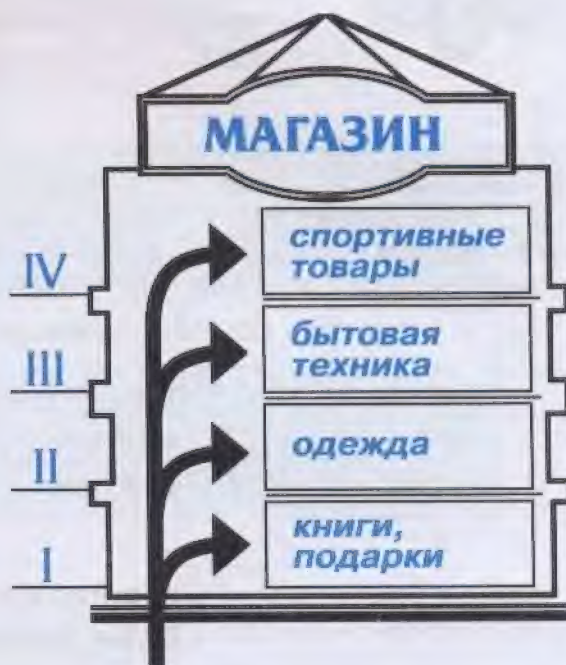 МАГАЗИН
IV
спортивные
товары
III
бытовая
техника
II
одежда
I
книги,
подарки